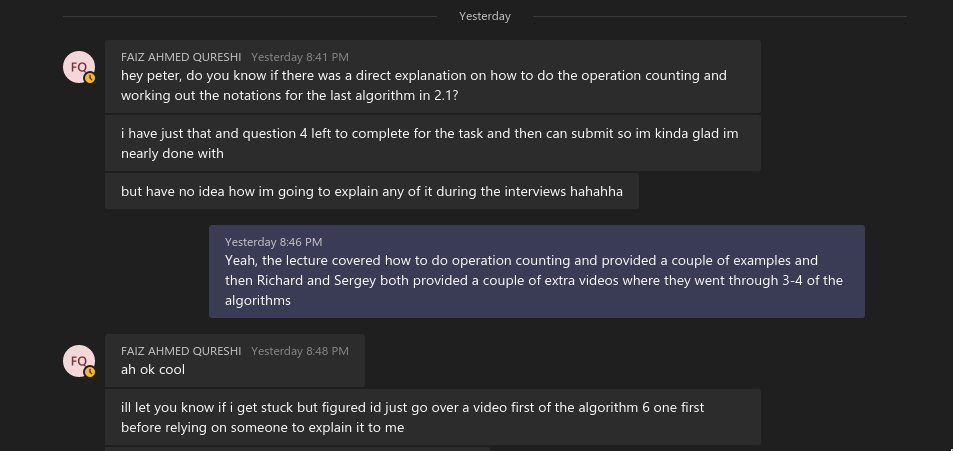 Yesterday
FAIZ AHMED QURESHI Yesterday 8:41 PM
FQ
hey peter, do you know if there was a direct explanation on how to do the operation counting and
working out the notations for the last algorithm in 2.1?
i have just that and question 4 left to complete for the task and then can submit so im kinda glad im
nearly done with
but have no idea how im going to explain any of it during the interviews hahahha
Yesterday 8:46 PM
Yeah, the lecture covered how to do operation counting and provided a couple of examples and
then Richard and Sergey both provided a couple of extra videos where they went through 3-4 of the
algorithms
FAIZ AHMED QURESHI Yesterday 8:48 PM
FQ
ah ok cool
ill let you know if i get stuck but figured id just go over a video first of the algorithm 6 one first
before relying on someone to explain it to me